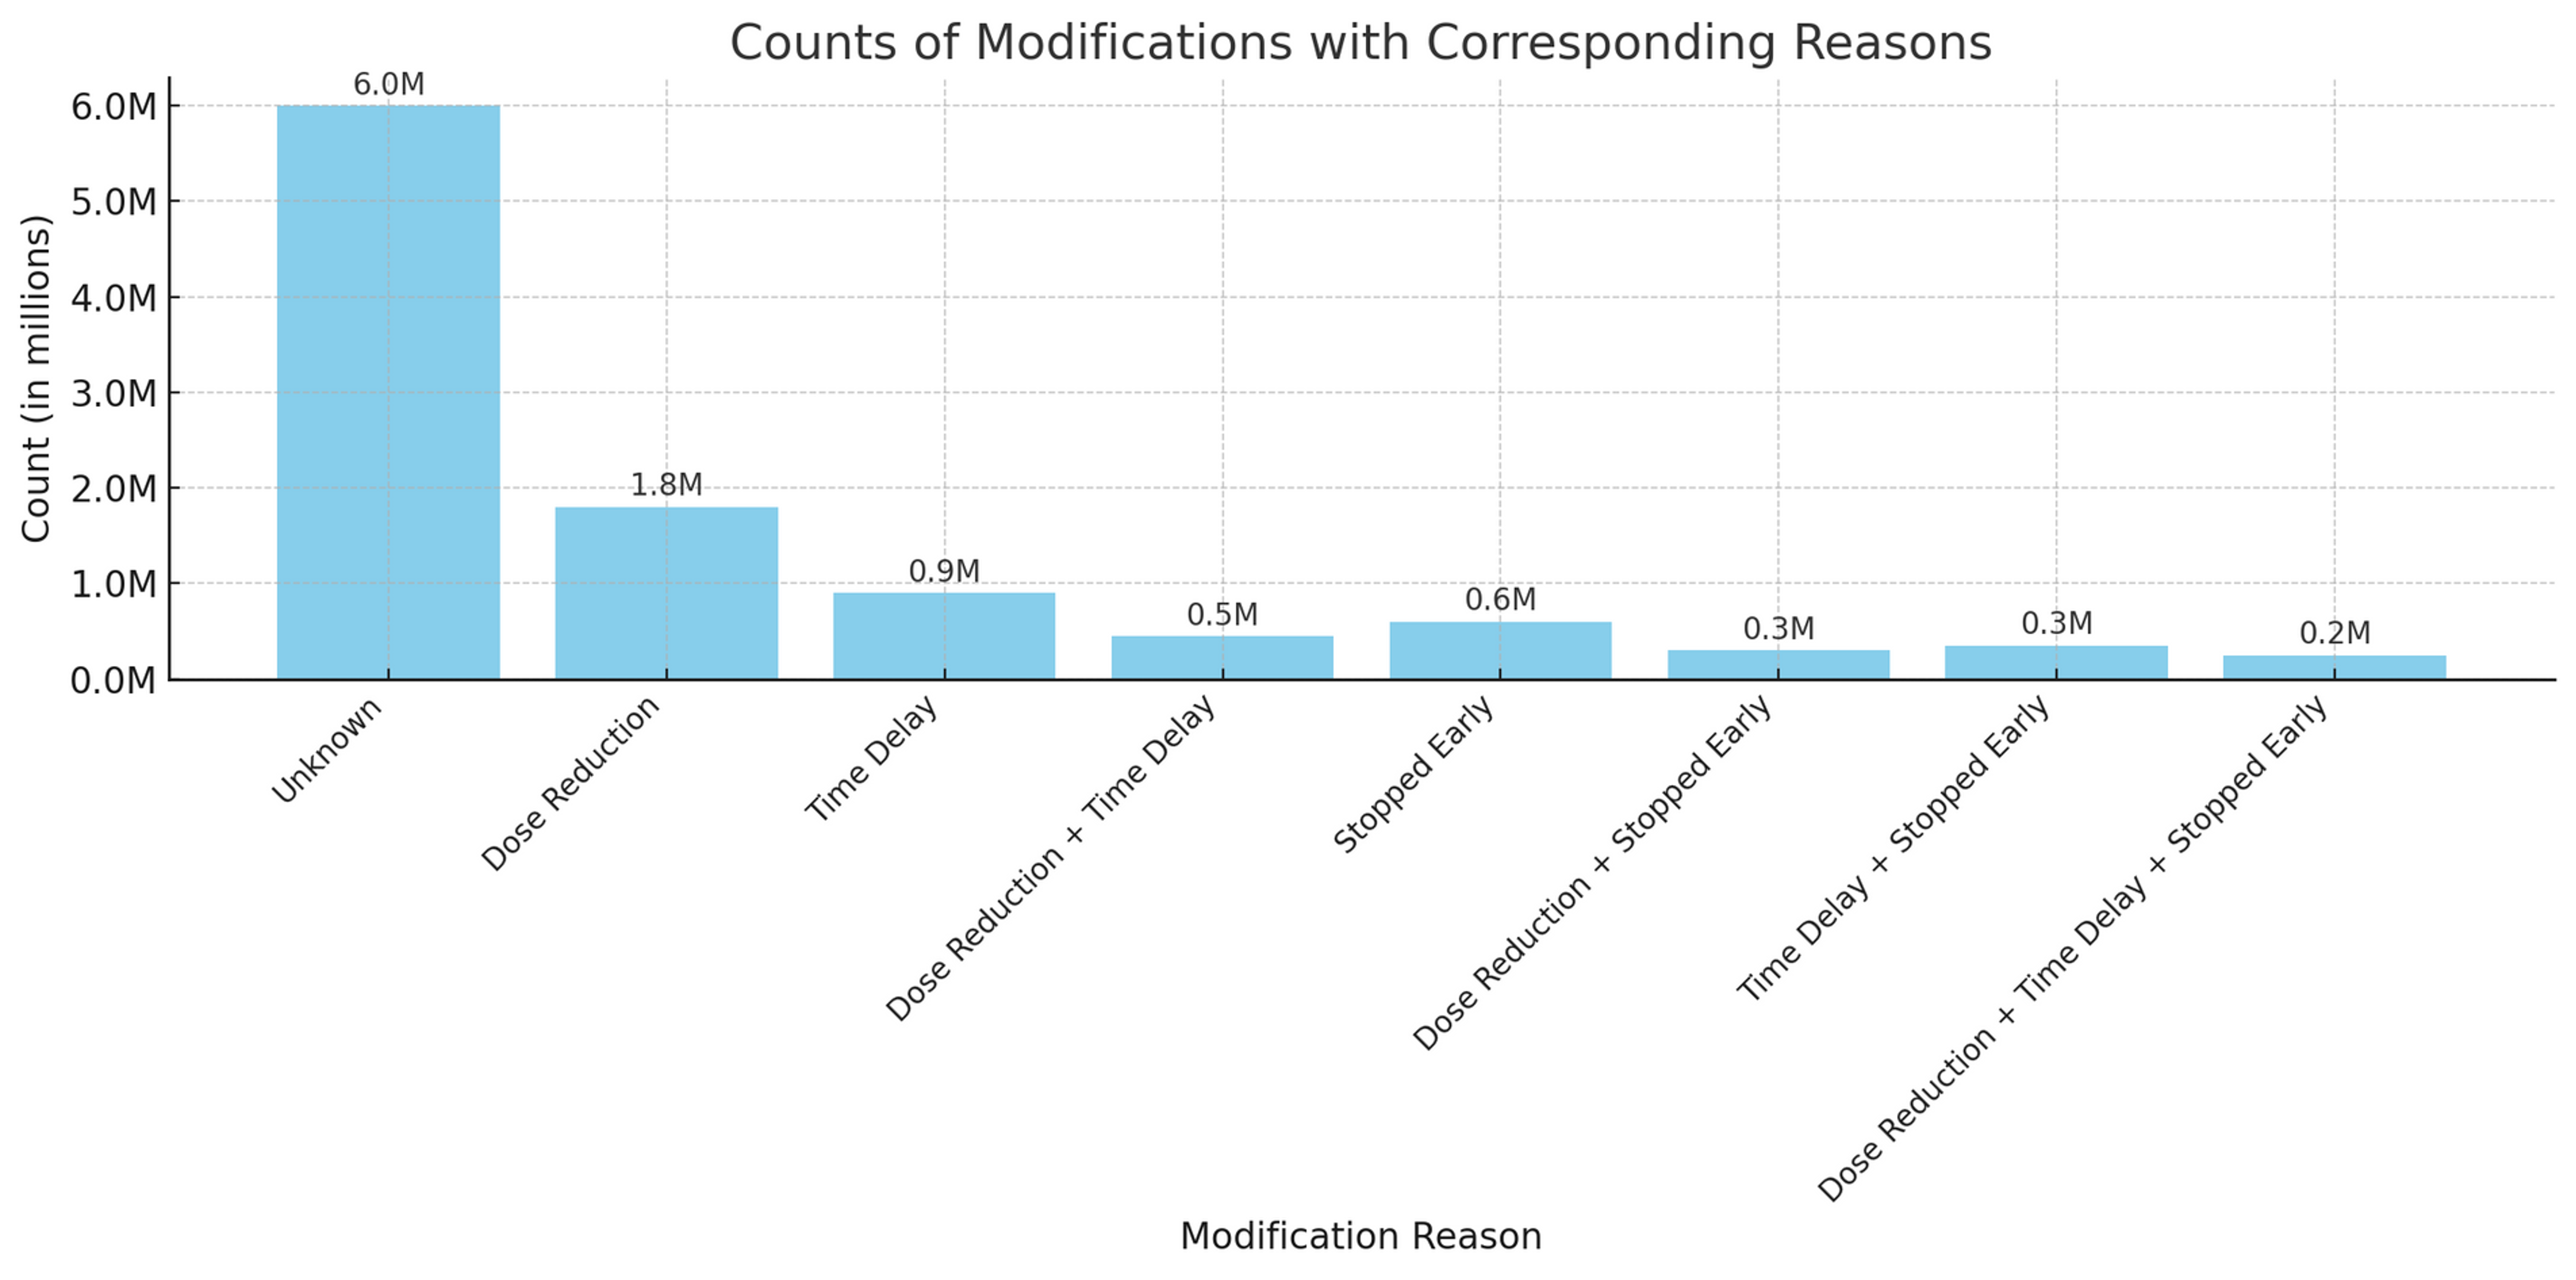 Counts of Modifications with Corresponding Reasons
Count (in millions)
6.0M
5.0M
4.0M
3.0M
2.0M
1.0M
0.0M
6.0M
1.8M
0.9M
0.5M
0.6M
0.3M
0.3M
0.2M
Unknown
Dose Reduction
Time Delay
Dose Reduction + Time Delay
Stopped Early
Dose Reduction + Stopped Early
Time Delay + Stopped Early
Dose Reduction + Time Delay + Stopped Early
Modification Reason